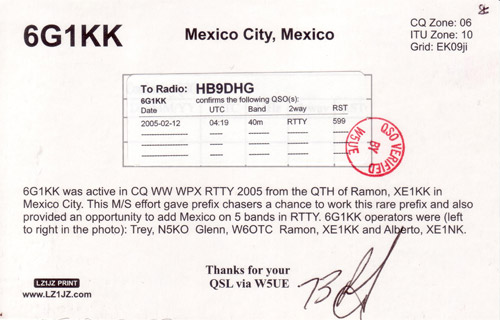 6G1KK
Mexico City, Mexico
CQ Zone: 06
ITU Zone: 10
Grid: EK09ji
To Radio: HB9DHG
6G1KK confirms the following QSO(s):
Date UTC Band 2way RST
2005-02-12 04:19 40m RTTY 599
QSO VERIFIED BY W5UE
6G1KK was active in CQ WW WPX RTTY 2005 from the QTH of Ramon, XE1KK in
Mexico City. This M/S effort gave prefix chasers a chance to work this rare prefix and also
provided an opportunity to add Mexico on 5 bands in RTTY. 6G1KK operators were (left
to right in the photo): Trey, N5KO Glenn, W6OTC Ramon, XE1KK and Alberto, XE1NK.
Thanks for your
QSL via W5UE
LZ1JZ PRINT
www.LZ1JZ.com